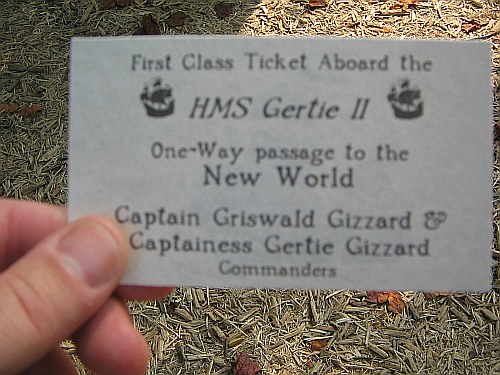 First Class Ticket Aboard the
HMS Gertie II
One-Way passage to the
New World
Captain Griswald Gizzard &
Captainess Gertie Gizzard
Commanders